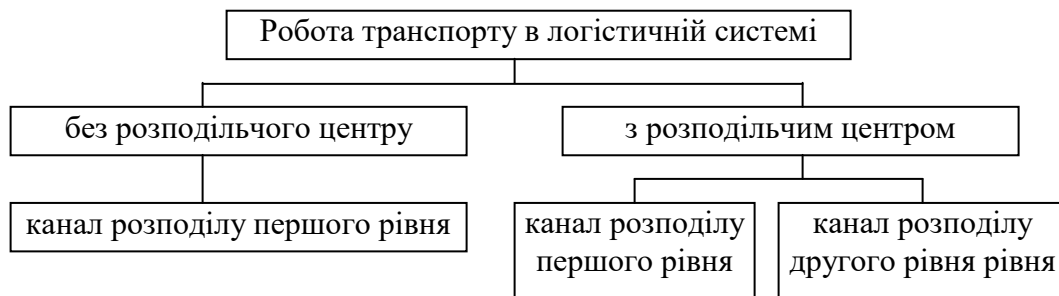 Робота транспорту в логістичній системі
без розподільчого центру
з розподільчим центром
канал розподілу першого рівня
канал розподілу
першого рівня
канал розподілу
другого рівня рівня